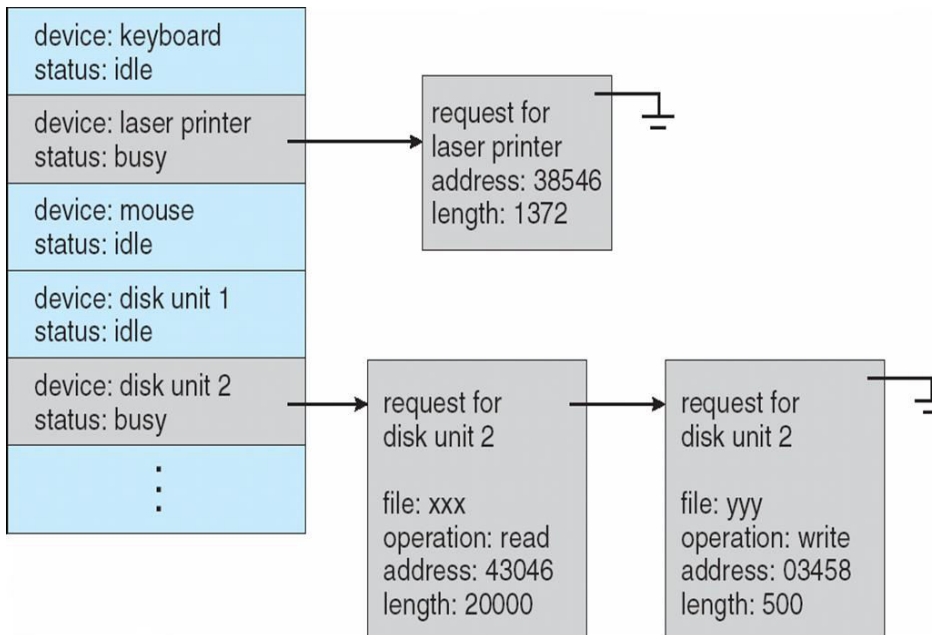 device: keyboard
status: idle
device: laser printer
status: busy
device: mouse
status: idle
device: disk unit 1
status: idle
device: disk unit 2
status: busy
request for
laser printer
address: 38546
length: 1372
request for
disk unit 2
file: xxx
operation: read
address: 43046
length: 20000
request for
disk unit 2
file: yyy
operation: write
address: 03458
length: 500